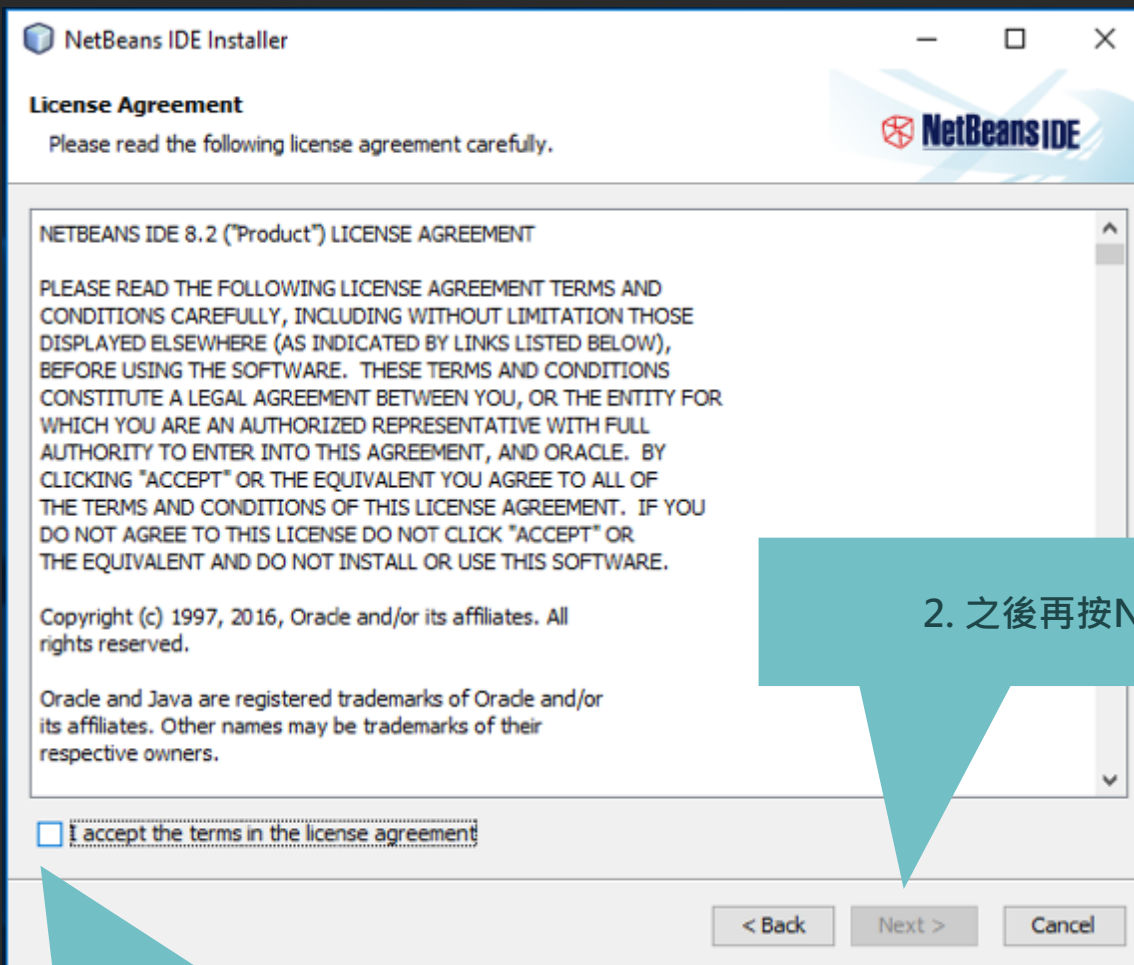 NetBeans IDE Installer
License Agreement
Please read the following license agreement carefully.
NetBeans IDE
NETBEANS IDE 8.2 ("Product") LICENSE AGREEMENT
PLEASE READ THE FOLLOWING LICENSE AGREEMENT TERMS AND
CONDITIONS CAREFULLY, INCLUDING WITHOUT LIMITATION THOSE
DISPLAYED ELSEWHERE (AS INDICATED BY LINKS LISTED BELOW),
BEFORE USING THE SOFTWARE.  THESE TERMS AND CONDITIONS
CONSTITUTE A LEGAL AGREEMENT BETWEEN YOU, OR THE ENTITY FOR
WHICH YOU ARE AN AUTHORIZED REPRESENTATIVE WITH FULL
AUTHORITY TO ENTER INTO THIS AGREEMENT, AND ORACLE.  BY
CLICKING "ACCEPT" OR THE EQUIVALENT YOU AGREE TO ALL OF
THE TERMS AND CONDITIONS OF THIS LICENSE AGREEMENT.  IF YOU
DO NOT AGREE TO THIS LICENSE DO NOT CLICK "ACCEPT" OR
THE EQUIVALENT AND DO NOT INSTALL OR USE THIS SOFTWARE.
Copyright (c) 1997, 2016, Oracle and/or its affiliates. All
rights reserved.
Oracle and Java are registered trademarks of Oracle and/or
its affiliates. Other names may be trademarks of their
respective owners.
2. 之後再按N
I accept the terms in the license agreement
< Back
Next >
Cancel